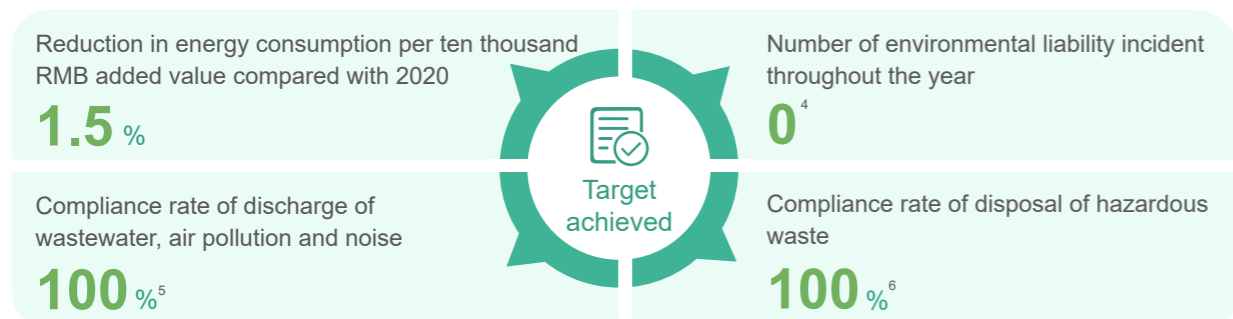 Reduction in energy consumption per ten thousand
RMB added value compared with 2020
1.5 %
Number of environmental liability incident
throughout the year
0 4
Target
achieved
Compliance rate of discharge of
wastewater, air pollution and noise
100 % 5
Compliance rate of disposal of hazardous
waste
100 % 6